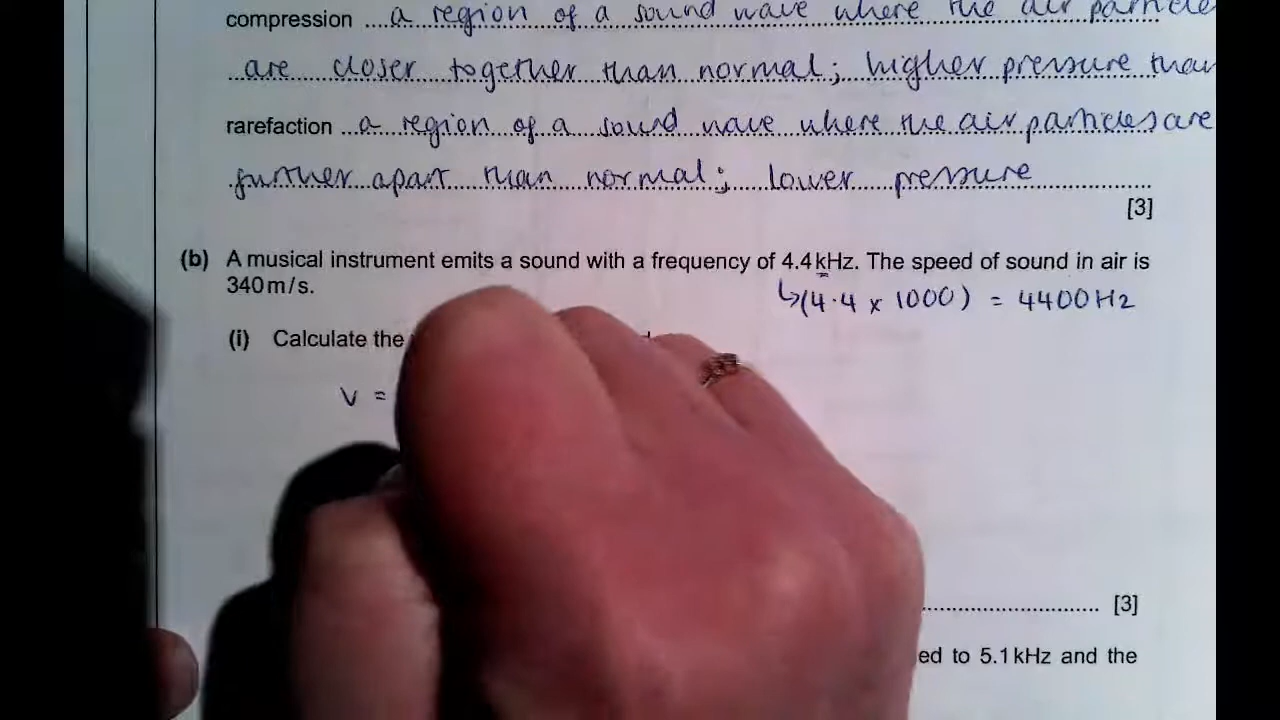 compression a region of a sound wave where the air particle
are closer together than normal; higher pressure than
rarefaction a region of a sound wave where the air particles are
further apart than normal; lower pressure
[3]
(b) A musical instrument emits a sound with a frequency of 4.4 kHz. The speed of sound in air is
340 m/s.
↳(4.4 x 1000) = 4400 Hz
(i) Calculate the
V =
[3]
ed to 5.1 kHz and the